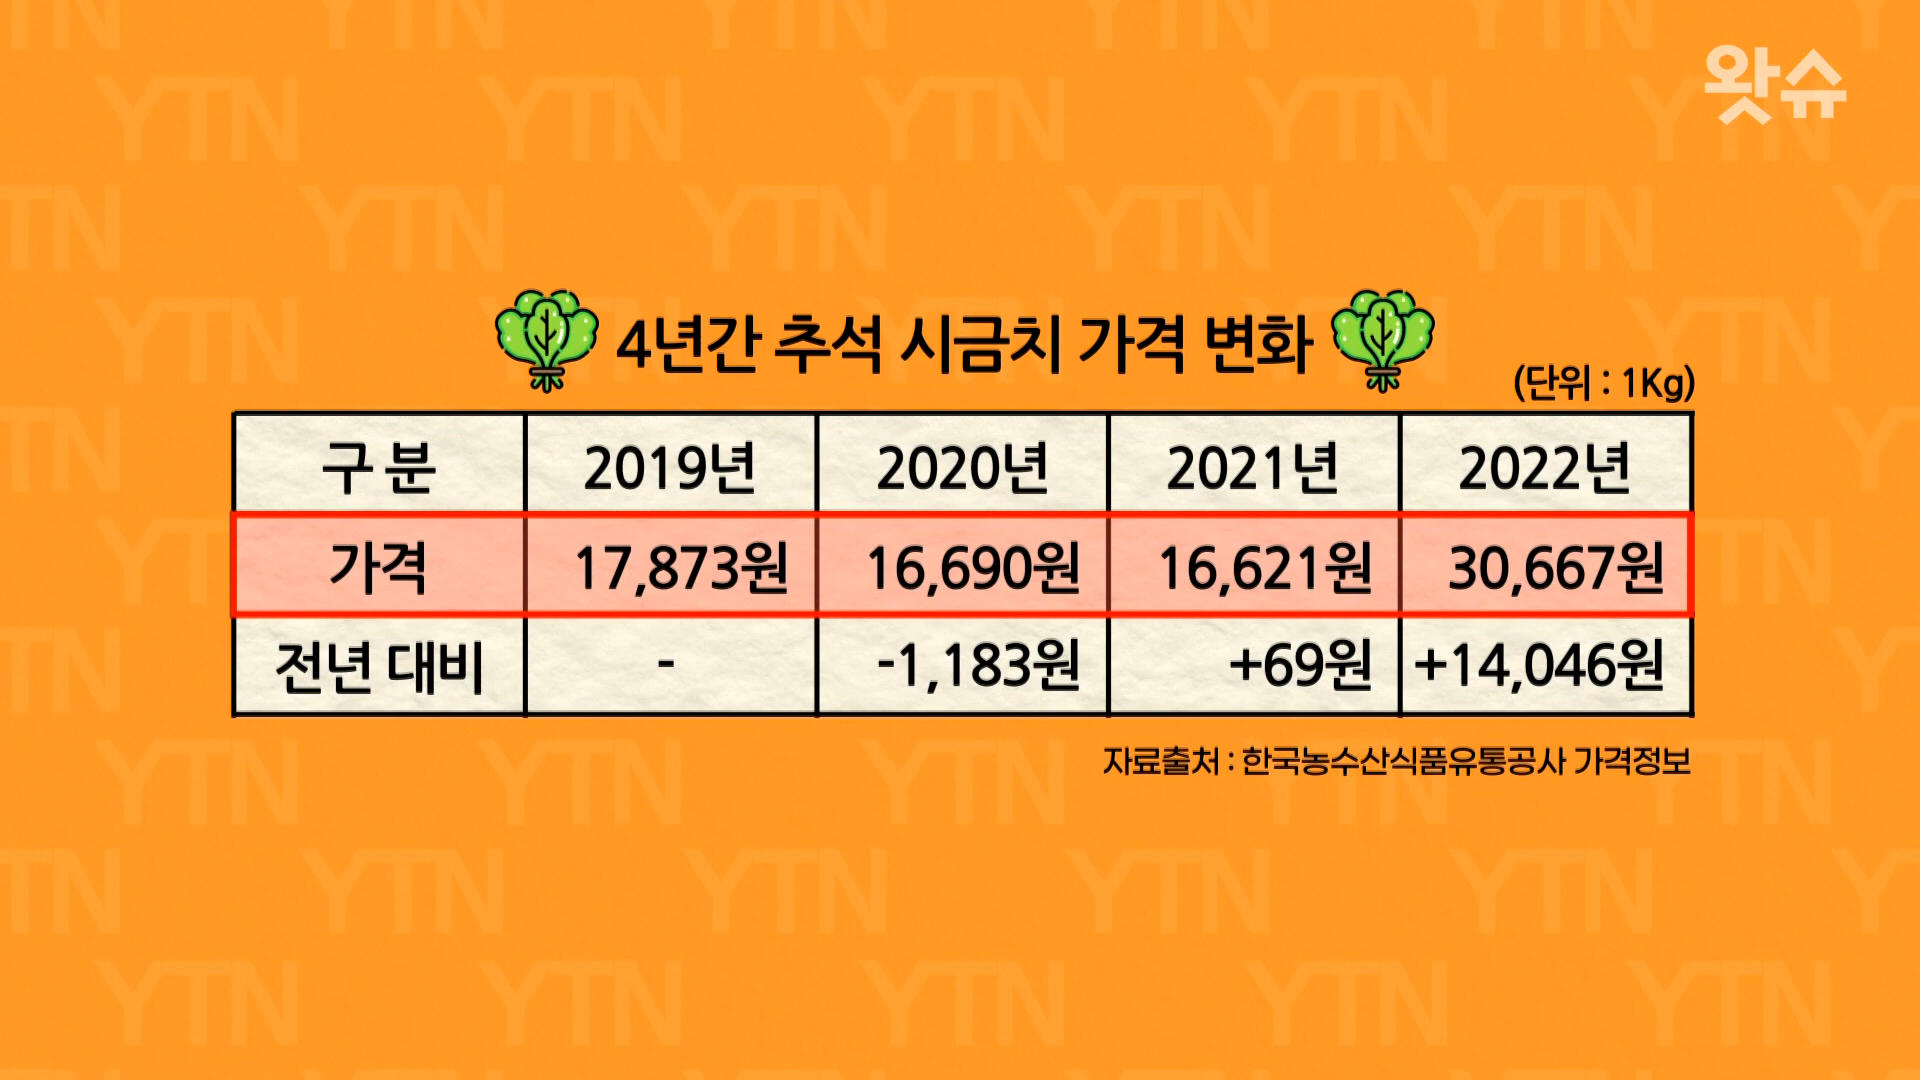 왓슈
4년간 추석 시금치 가격 변화
(단위 : 1Kg)
구 분 2019년 2020년 2021년 2022년
가격 17,873원 16,690원 16,621원 30,667원
전년 대비 - -1,183원 +69원 +14,046원
자료출처 : 한국농수산식품유통공사 가격정보
YTN